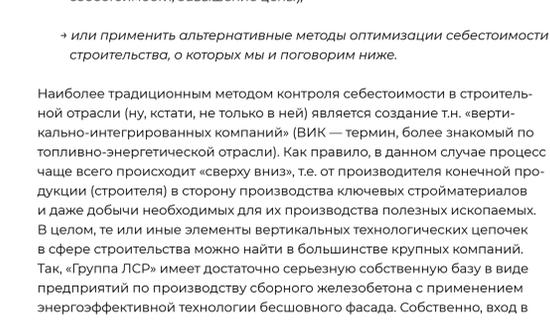 → или применить альтернативные методы оптимизации себестоимости
строительства, о которых мы и поговорим ниже.
Наиболее традиционным методом контроля себестоимости в строитель-
ной отрасли (ну, кстати, не только в ней) является создание т.н. «верти-
кально-интегрированных компаний» (ВИК — термин, более знакомый по
топливно-энергетической отрасли). Как правило, в данном случае процесс
чаще всего происходит «сверху вниз», т.е. от производителя конечной про-
дукции (строителя) в сторону производства ключевых стройматериалов
и даже добычи необходимых для их производства полезных ископаемых.
В целом, те или иные элементы вертикальных технологических цепочек
в сфере строительства можно найти в большинстве крупных компаний.
Так, «Группа ЛСР» имеет достаточно серьезную собственную базу в виде
предприятий по производству сборного железобетона с применением
энергоэффективной технологии бесшовного фасада. Собственно, вход в